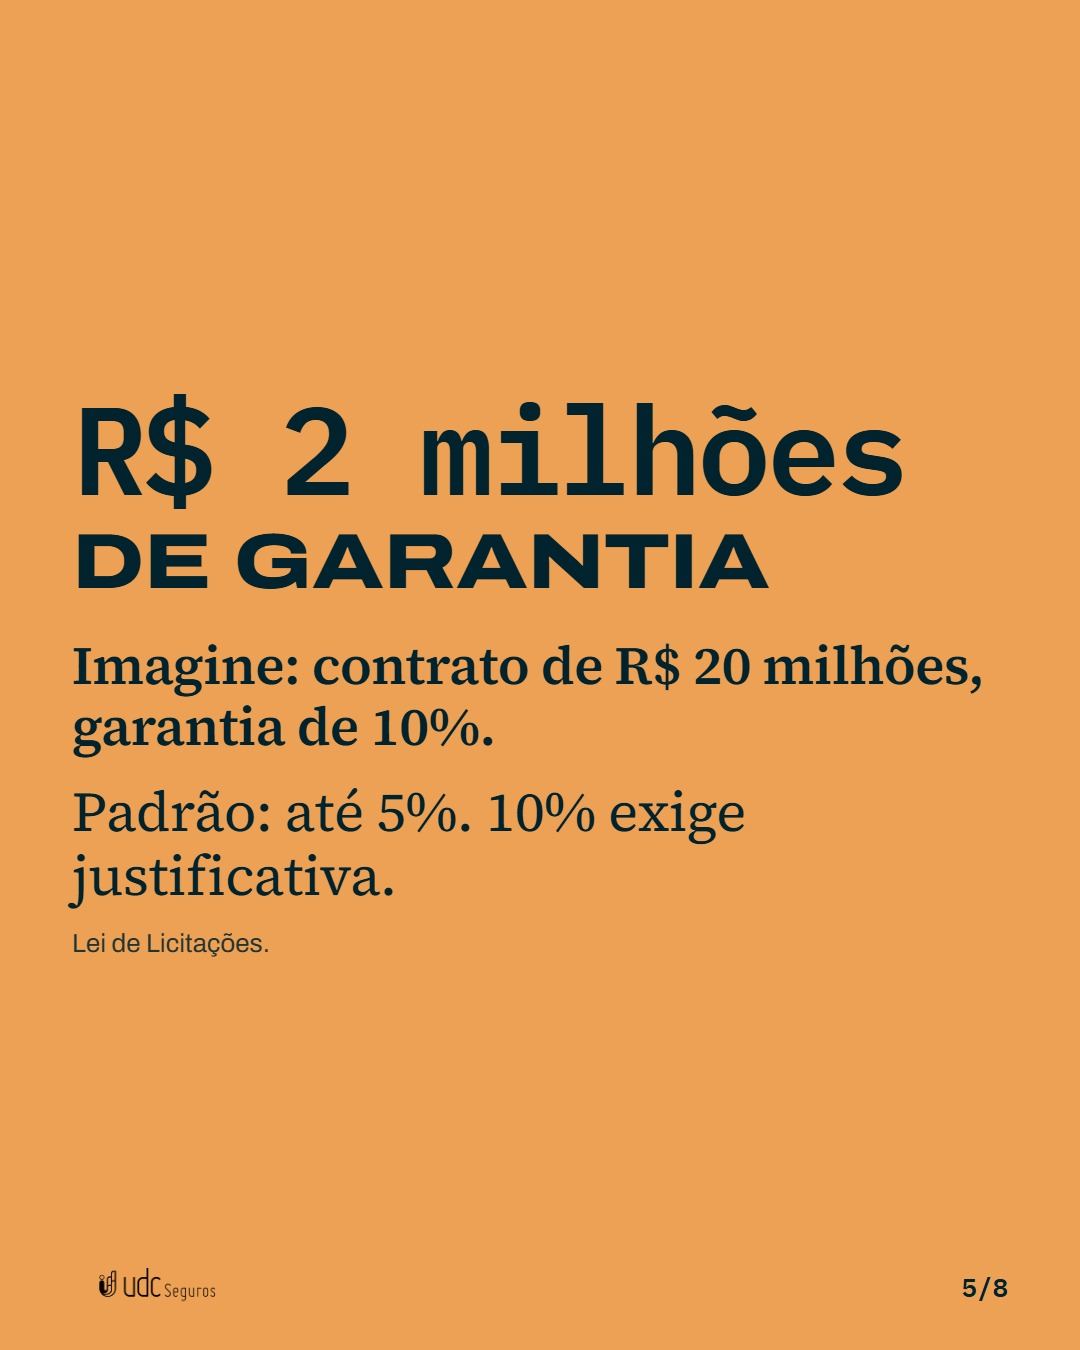 R$ 2 milhões
DE GARANTIA
Imagine: contrato de R$ 20 milhões,
garantia de 10%.
Padrão: até 5%. 10% exige
justificativa.
Lei de Licitações.
udc Seguros
5/8